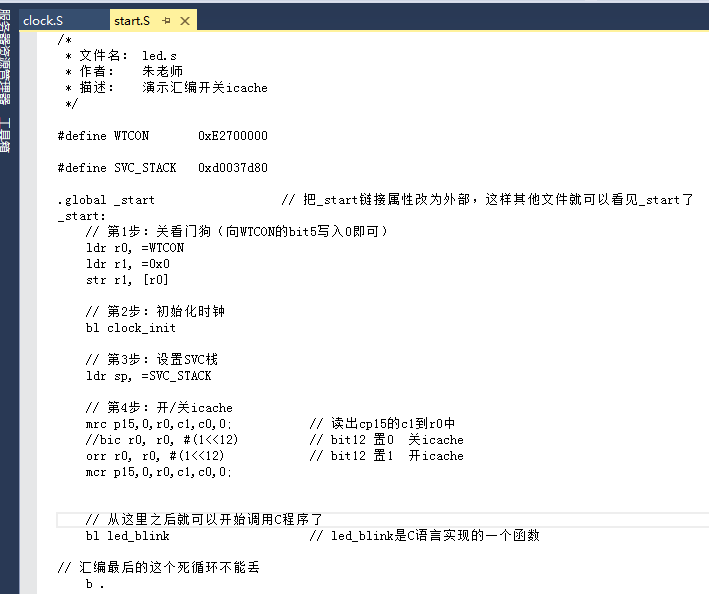 clock.S
start.S
服务器资源管理器
工具箱
/*
 * 文件名： led.s
 * 作者： 朱老师
 * 描述： 演示汇编开关icache
 */
#define WTCON 0xE2700000
#define SVC_STACK 0xd0037d80
.global _start // 把_start链接属性改为外部，这样其他文件就可以看见_start了
_start:
// 第1步：关看门狗（向WTCON的bit5写入0即可）
ldr r0, =WTCON
ldr r1, =0x0
str r1, [r0]
// 第2步：初始化时钟
bl clock_init
// 第3步：设置SVC栈
ldr sp, =SVC_STACK
// 第4步：开/关icache
mrc p15,0,r0,c1,c0,0; // 读出cp15的c1到r0中
//bic r0, r0, #(1<<12) // bit12 置0 关icache
orr r0, r0, #(1<<12) // bit12 置1 开icache
mcr p15,0,r0,c1,c0,0;
// 从这里之后就可以开始调用C程序了
bl led_blink // led_blink是C语言实现的一个函数
// 汇编最后的这个死循环不能丢
b .